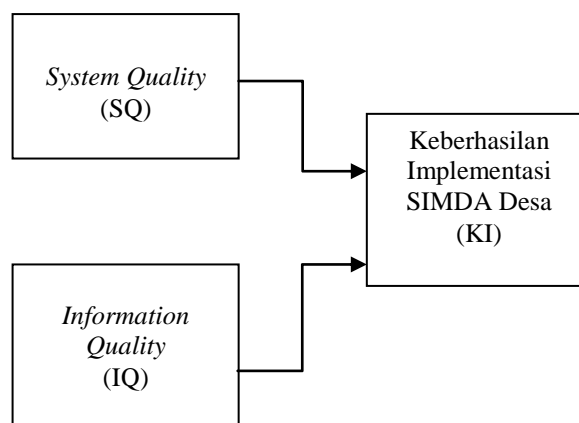 System Quality
(SQ)
Keberhasilan
Implementasi
SIMDA Desa
(KI)
Information
Quality
(IQ)